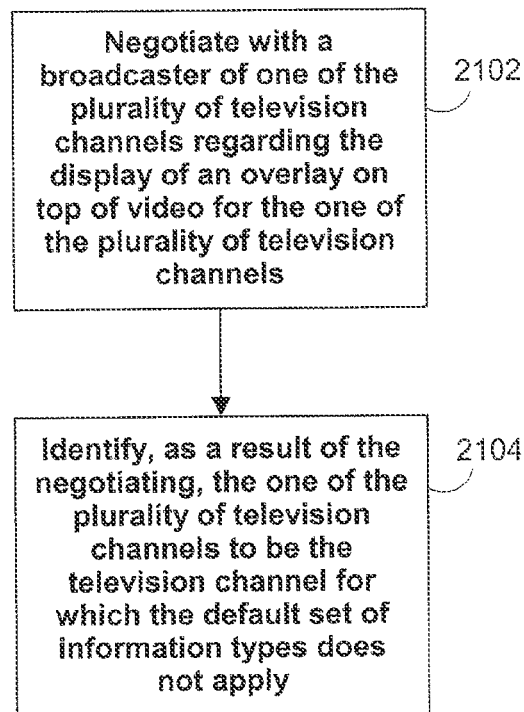 Negotiate with a
broadcaster of one of the
plurality of television
channels regarding the
display of an overlay on
top of video for the one of
the plurality of television
channels
2102
Identify, as a result of the
negotiating, the one of the
plurality of television
channels to be the
television channel for
which the default set of
information types does
not apply
2104